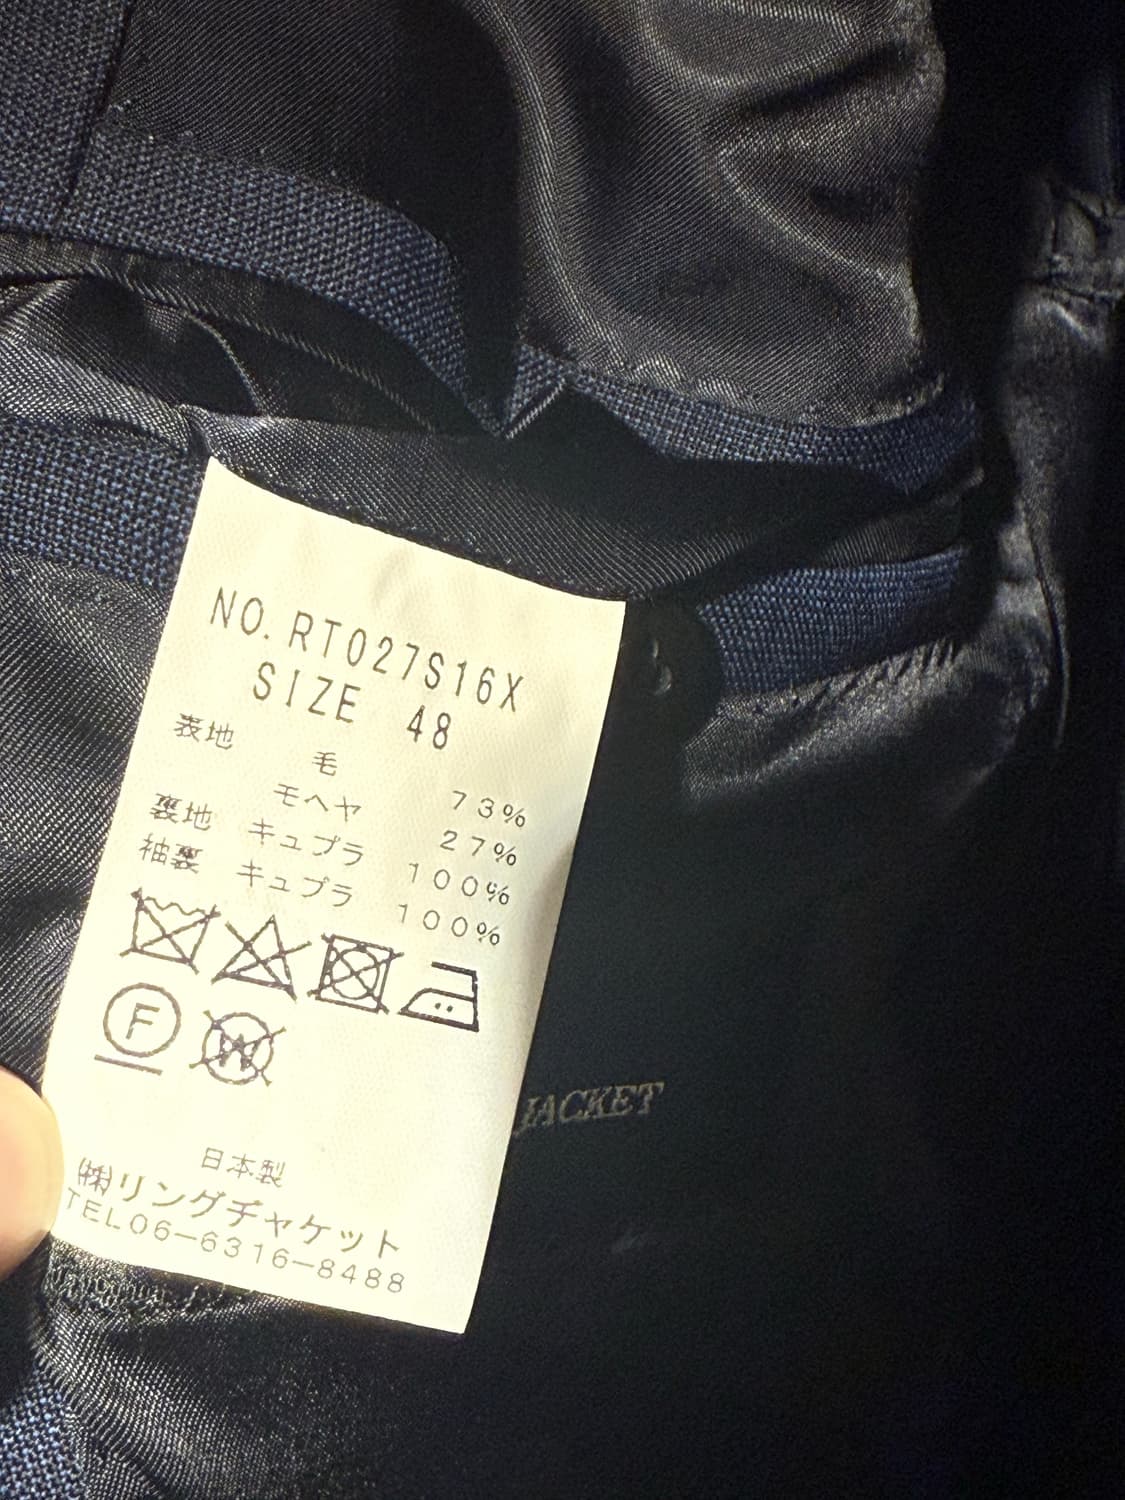 NO. RT027S16X
SIZE 48
表地 毛 73%
モヘヤ 27%
裏地 キュプラ 100%
袖裏 キュプラ 100%
F
W
日本製
㈱リングヂャケット
TEL06-6316-8488
JACKET